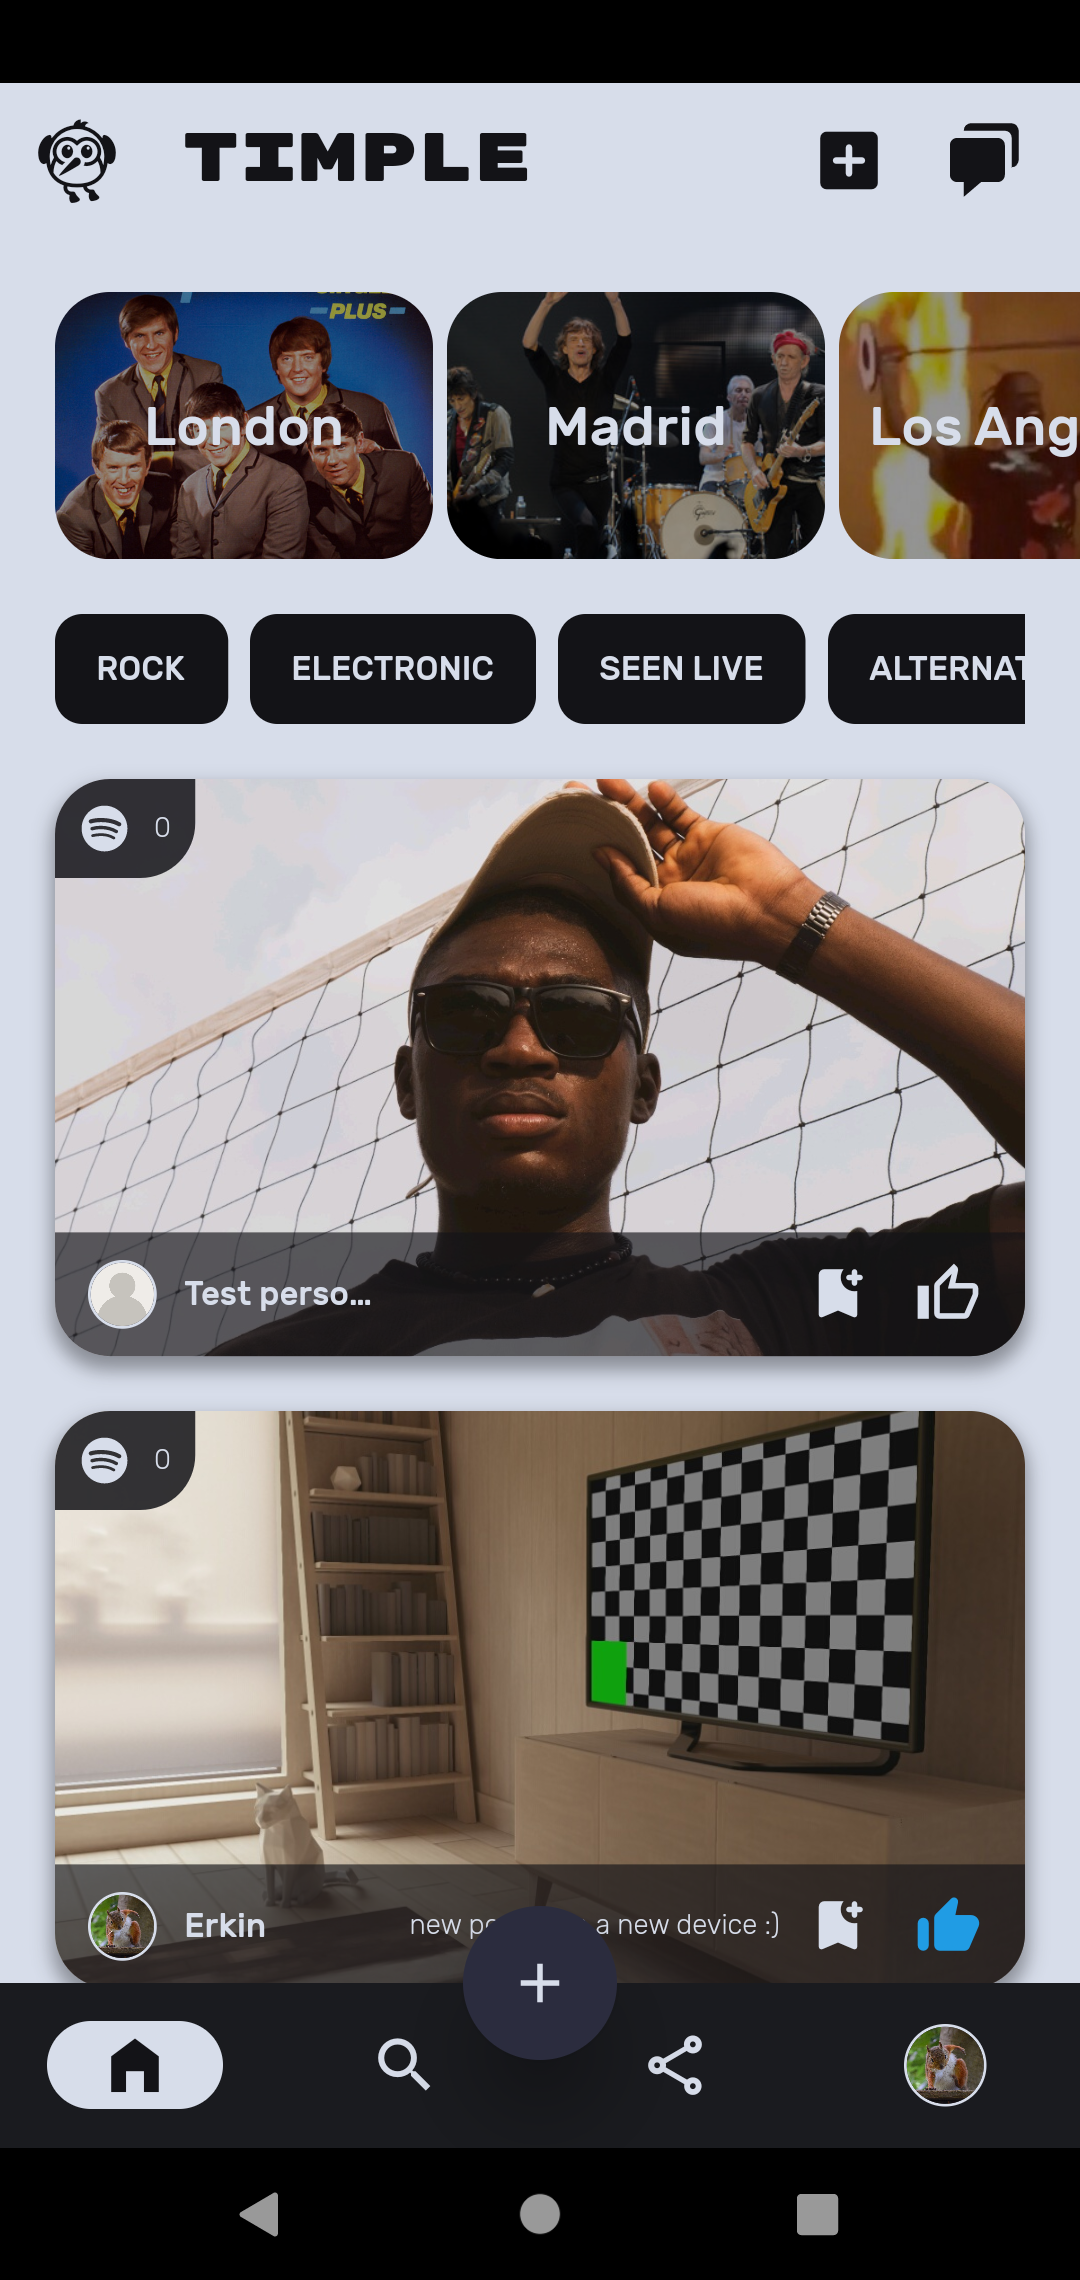 TIMPLE
PLUS
London
Madrid
Los Ang
ROCK
ELECTRONIC
SEEN LIVE
ALTERNAT
0
Test perso...
0
Erkin
new po a new device :)